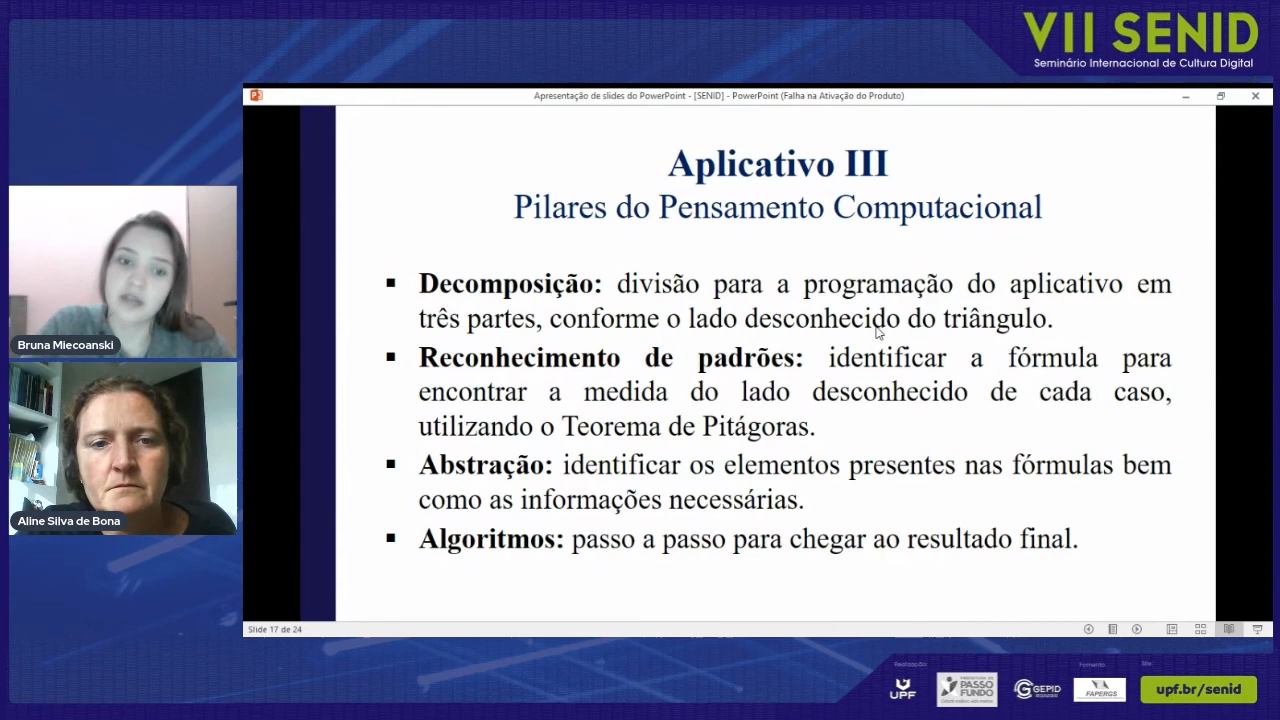 VII SENID
Seminário Internacional de Cultura Digital
Apresentação de slides do PowerPoint - [SENID] - PowerPoint (Falha na Ativação do Produto)
Aplicativo III
Pilares do Pensamento Computacional
Decomposição: divisão para a programação do aplicativo em
três partes, conforme o lado desconhecido do triângulo.
Reconhecimento de padrões: identificar a fórmula para
encontrar a medida do lado desconhecido de cada caso,
utilizando o Teorema de Pitágoras.
Abstração: identificar os elementos presentes nas fórmulas bem
como as informações necessárias.
Algoritmos: passo a passo para chegar ao resultado final.
Bruna Miecoanski
Aline Silva de Bona
Slide 17 de 24
Realização:
Fomento:
Site:
UPF
PASSO
FUNDO
GEPID
FAPERGS
upf.br/senid